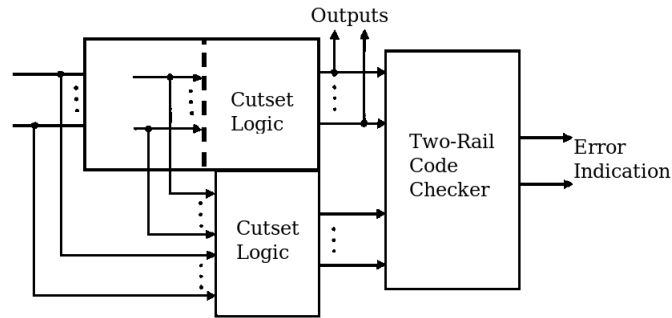 Outputs
Cutset
Logic
Two-Rail
Code
Checker
Error
Indication
Cutset
Logic